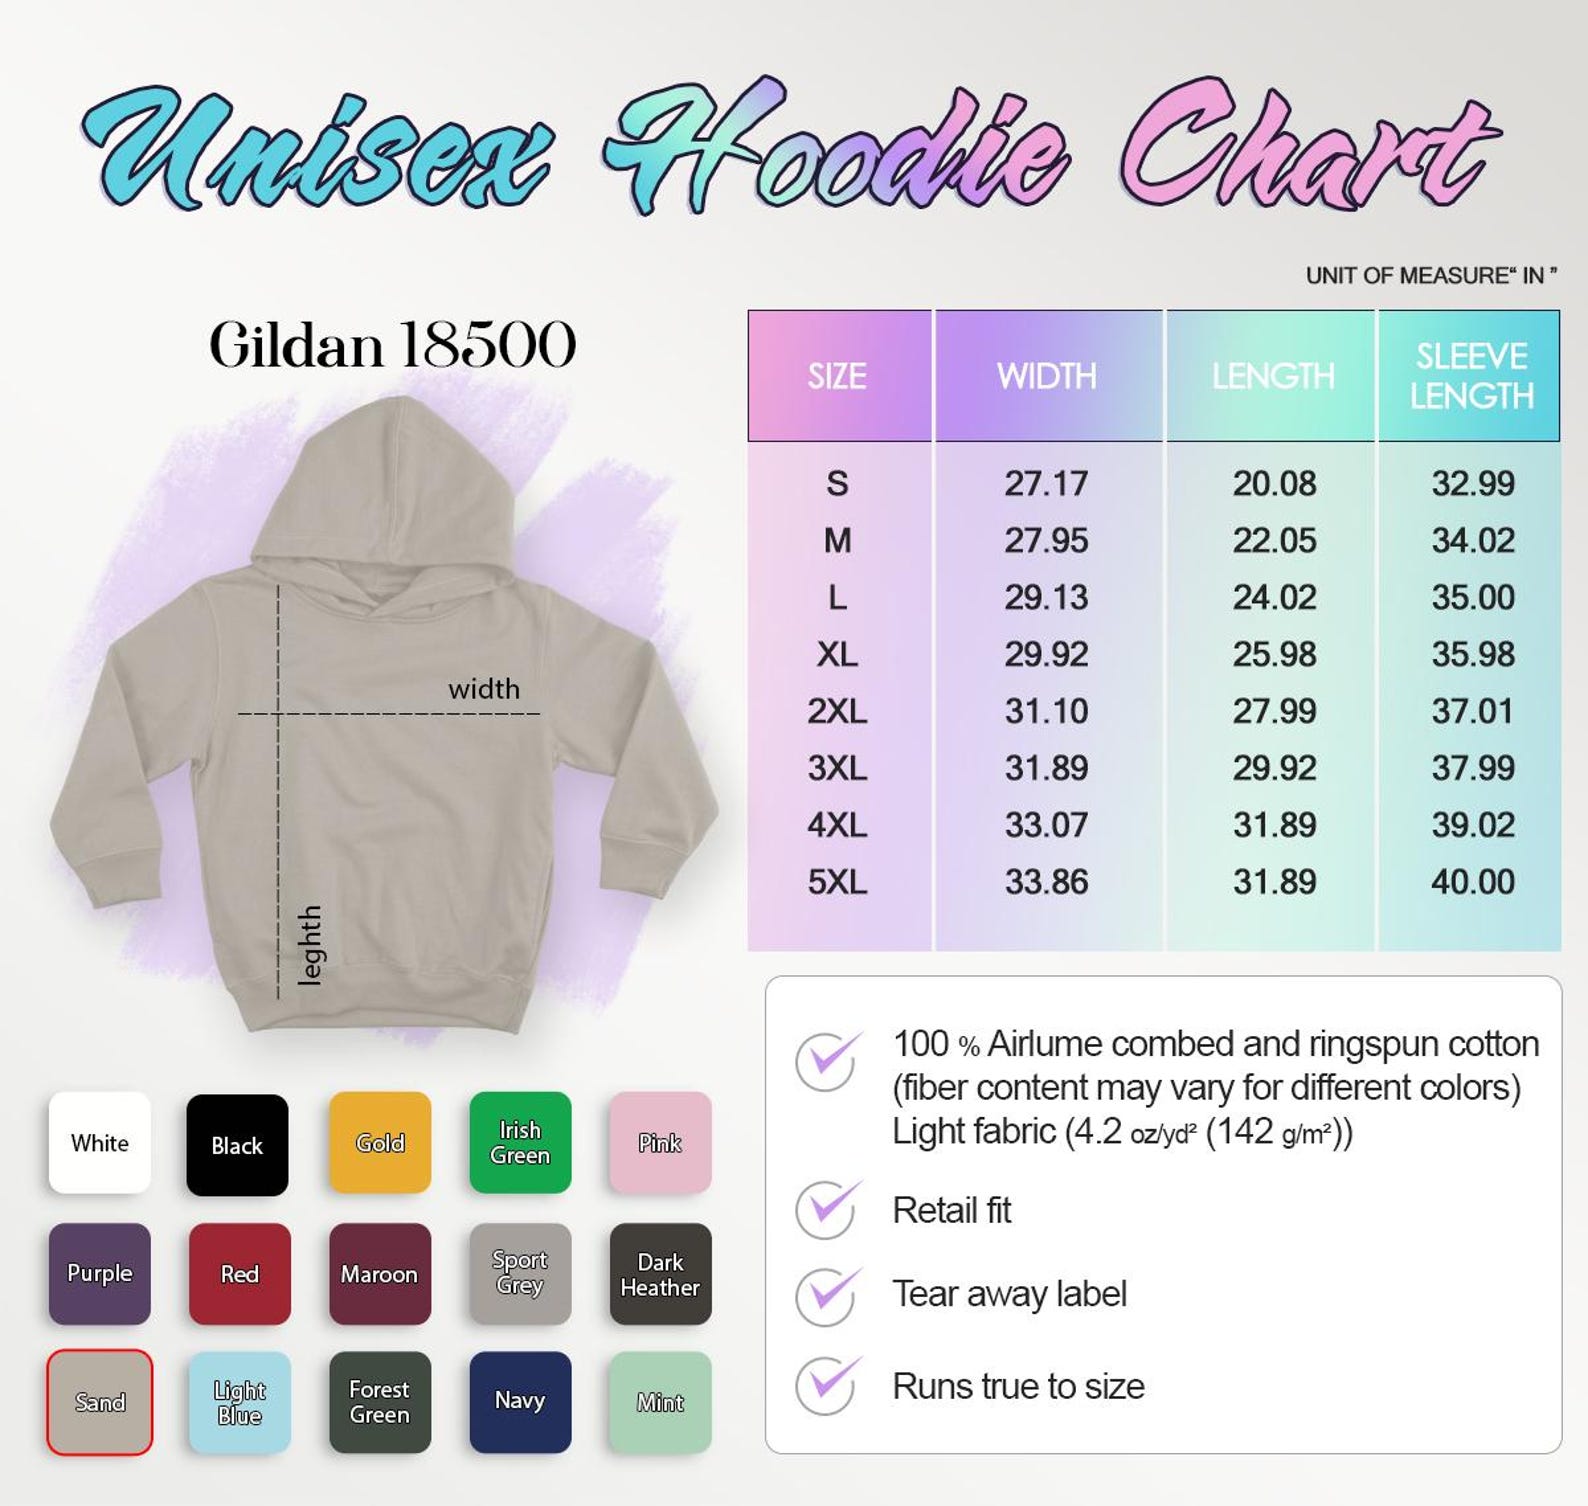 Unisex Hoodie Chart
UNIT OF MEASURE“ IN ”
Gildan 18500
width
leghth
SIZE WIDTH LENGTH SLEEVE LENGTH
S 27.17 20.08 32.99
M 27.95 22.05 34.02
L 29.13 24.02 35.00
XL 29.92 25.98 35.98
2XL 31.10 27.99 37.01
3XL 31.89 29.92 37.99
4XL 33.07 31.89 39.02
5XL 33.86 31.89 40.00
White
Black
Gold
Irish
Green
Pink
Purple
Red
Maroon
Sport
Grey
Dark
Heather
Sand
Light
Blue
Forest
Green
Navy
Mint
100 % Airlume combed and ringspun cotton
(fiber content may vary for different colors)
Light fabric (4.2 oz/yd² (142 g/m²))
Retail fit
Tear away label
Runs true to size